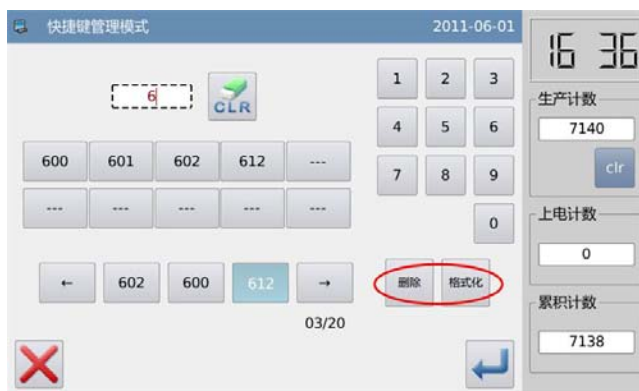 快捷键管理模式 2011-06-01
16 36
6 CLR
1 2 3
4 5 6
7 8 9
0
600 601 602 612 ---
--- --- --- --- ---
← 602 600 612 →
03/20
删除 格式化
生产计数
7140
clr
上电计数
0
累积计数
7138